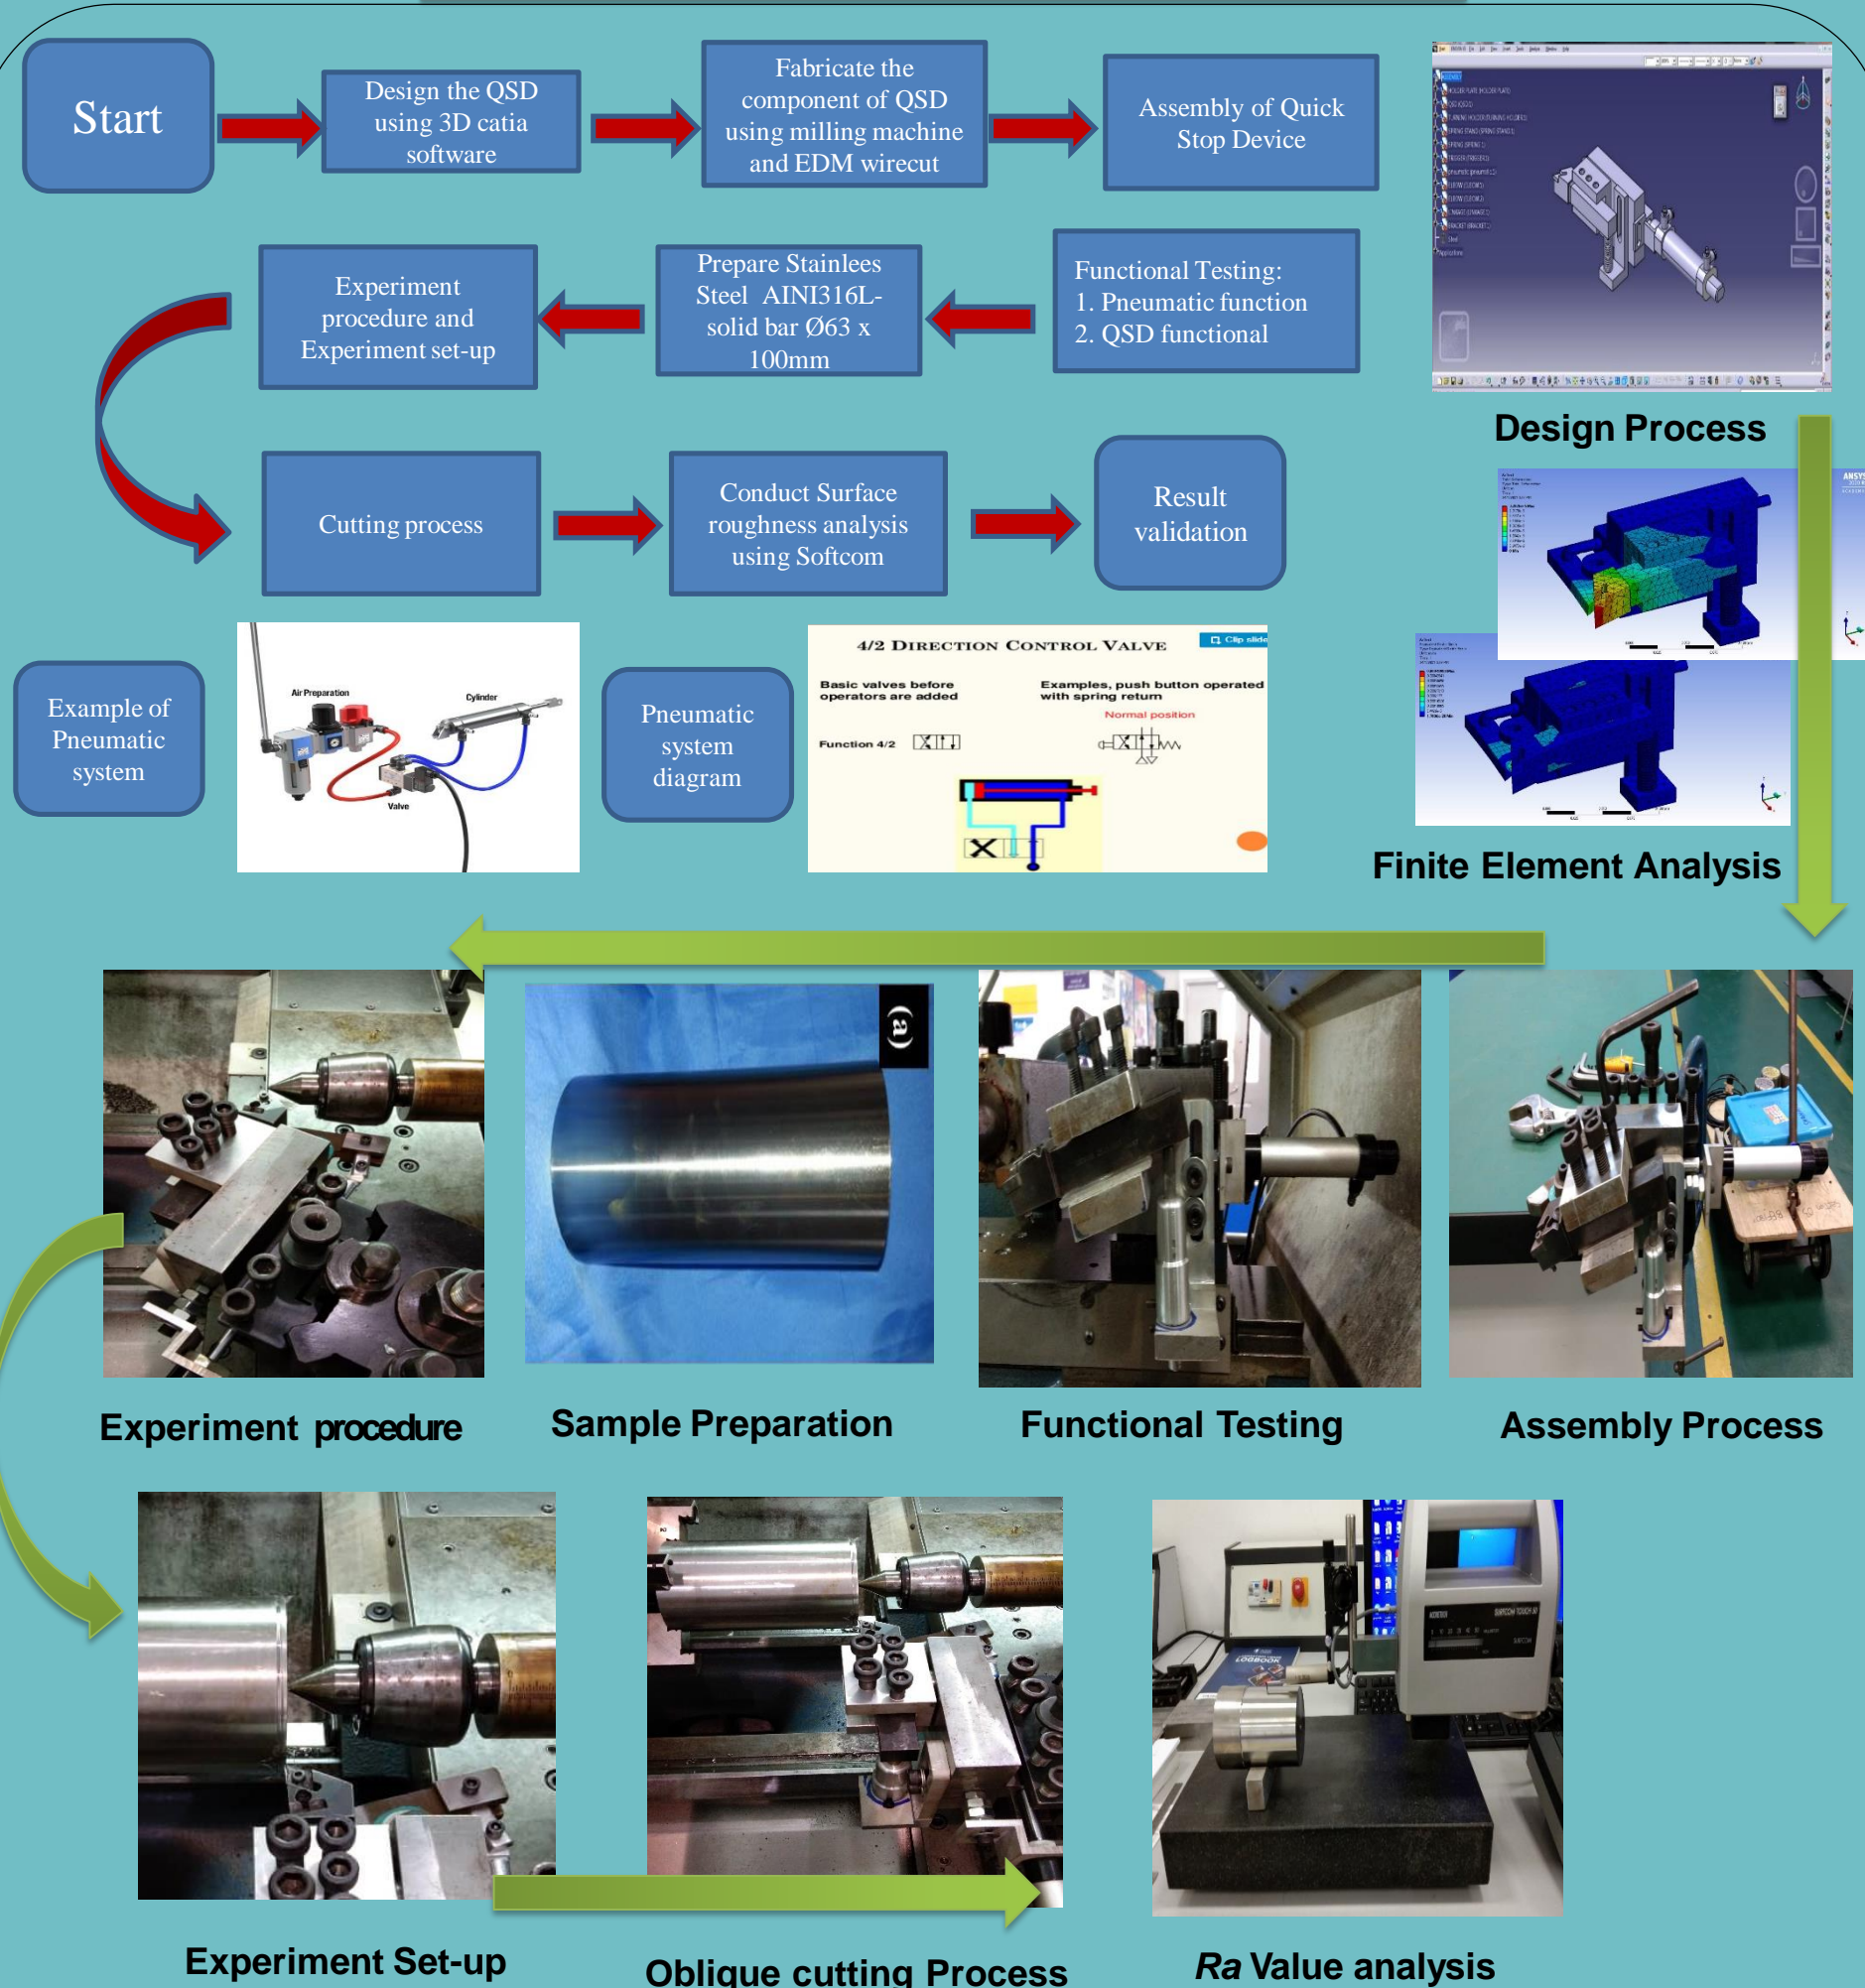 Start
Design the QSD
using 3D catia
software
Fabricate the
component of QSD
using milling machine
and EDM wirecut
Assembly of Quick
Stop Device
Functional Testing:
1. Pneumatic function
2. QSD functional
Prepare Stainlees
Steel AINI316L-
solid bar Ø63 x
100mm
Experiment
procedure and
Experiment set-up
Cutting process
Conduct Surface
roughness analysis
using Softcom
Result
validation
Design Process
Finite Element Analysis
Example of
Pneumatic
system
Air Preparation
Cylinder
Valve
Pneumatic
system
diagram
4/2 DIRECTION CONTROL VALVE
Clip slide
Basic valves before
operators are added
Examples, push button operated
with spring return
Normal position
Function 4/2
ANSYS
(a)
Experiment procedure
Sample Preparation
Functional Testing
Assembly Process
LOGBOOK
Experiment Set-up
Oblique cutting Process
Ra Value analysis